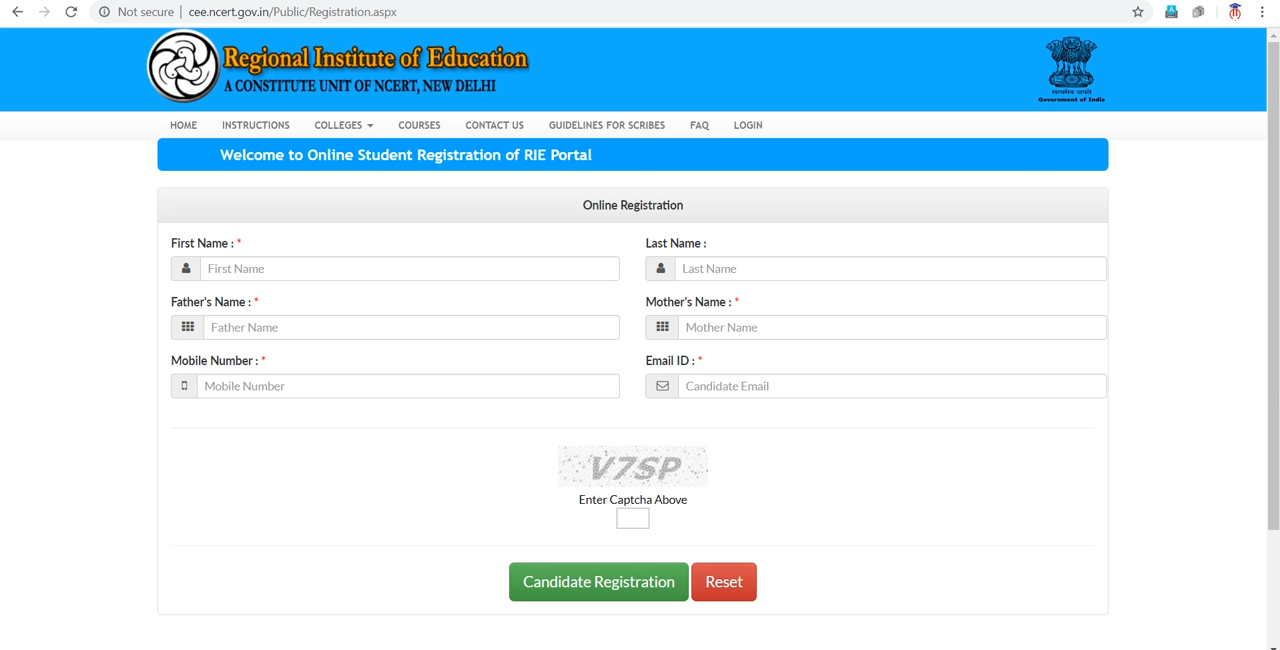 Not secure | cee.ncert.gov.in/Public/Registration.aspx
Regional Institute of Education
A CONSTITUTE UNIT OF NCERT, NEW DELHI
सत्यमेव जयते
Government of India
HOME INSTRUCTIONS COLLEGES COURSES CONTACT US GUIDELINES FOR SCRIBES FAQ LOGIN
Welcome to Online Student Registration of RIE Portal
Online Registration
First Name : * Last Name :
First Name Last Name
Father's Name : * Mother's Name : *
Father Name Mother Name
Mobile Number : * Email ID : *
Mobile Number Candidate Email
V7SP
Enter Captcha Above
Candidate Registration Reset